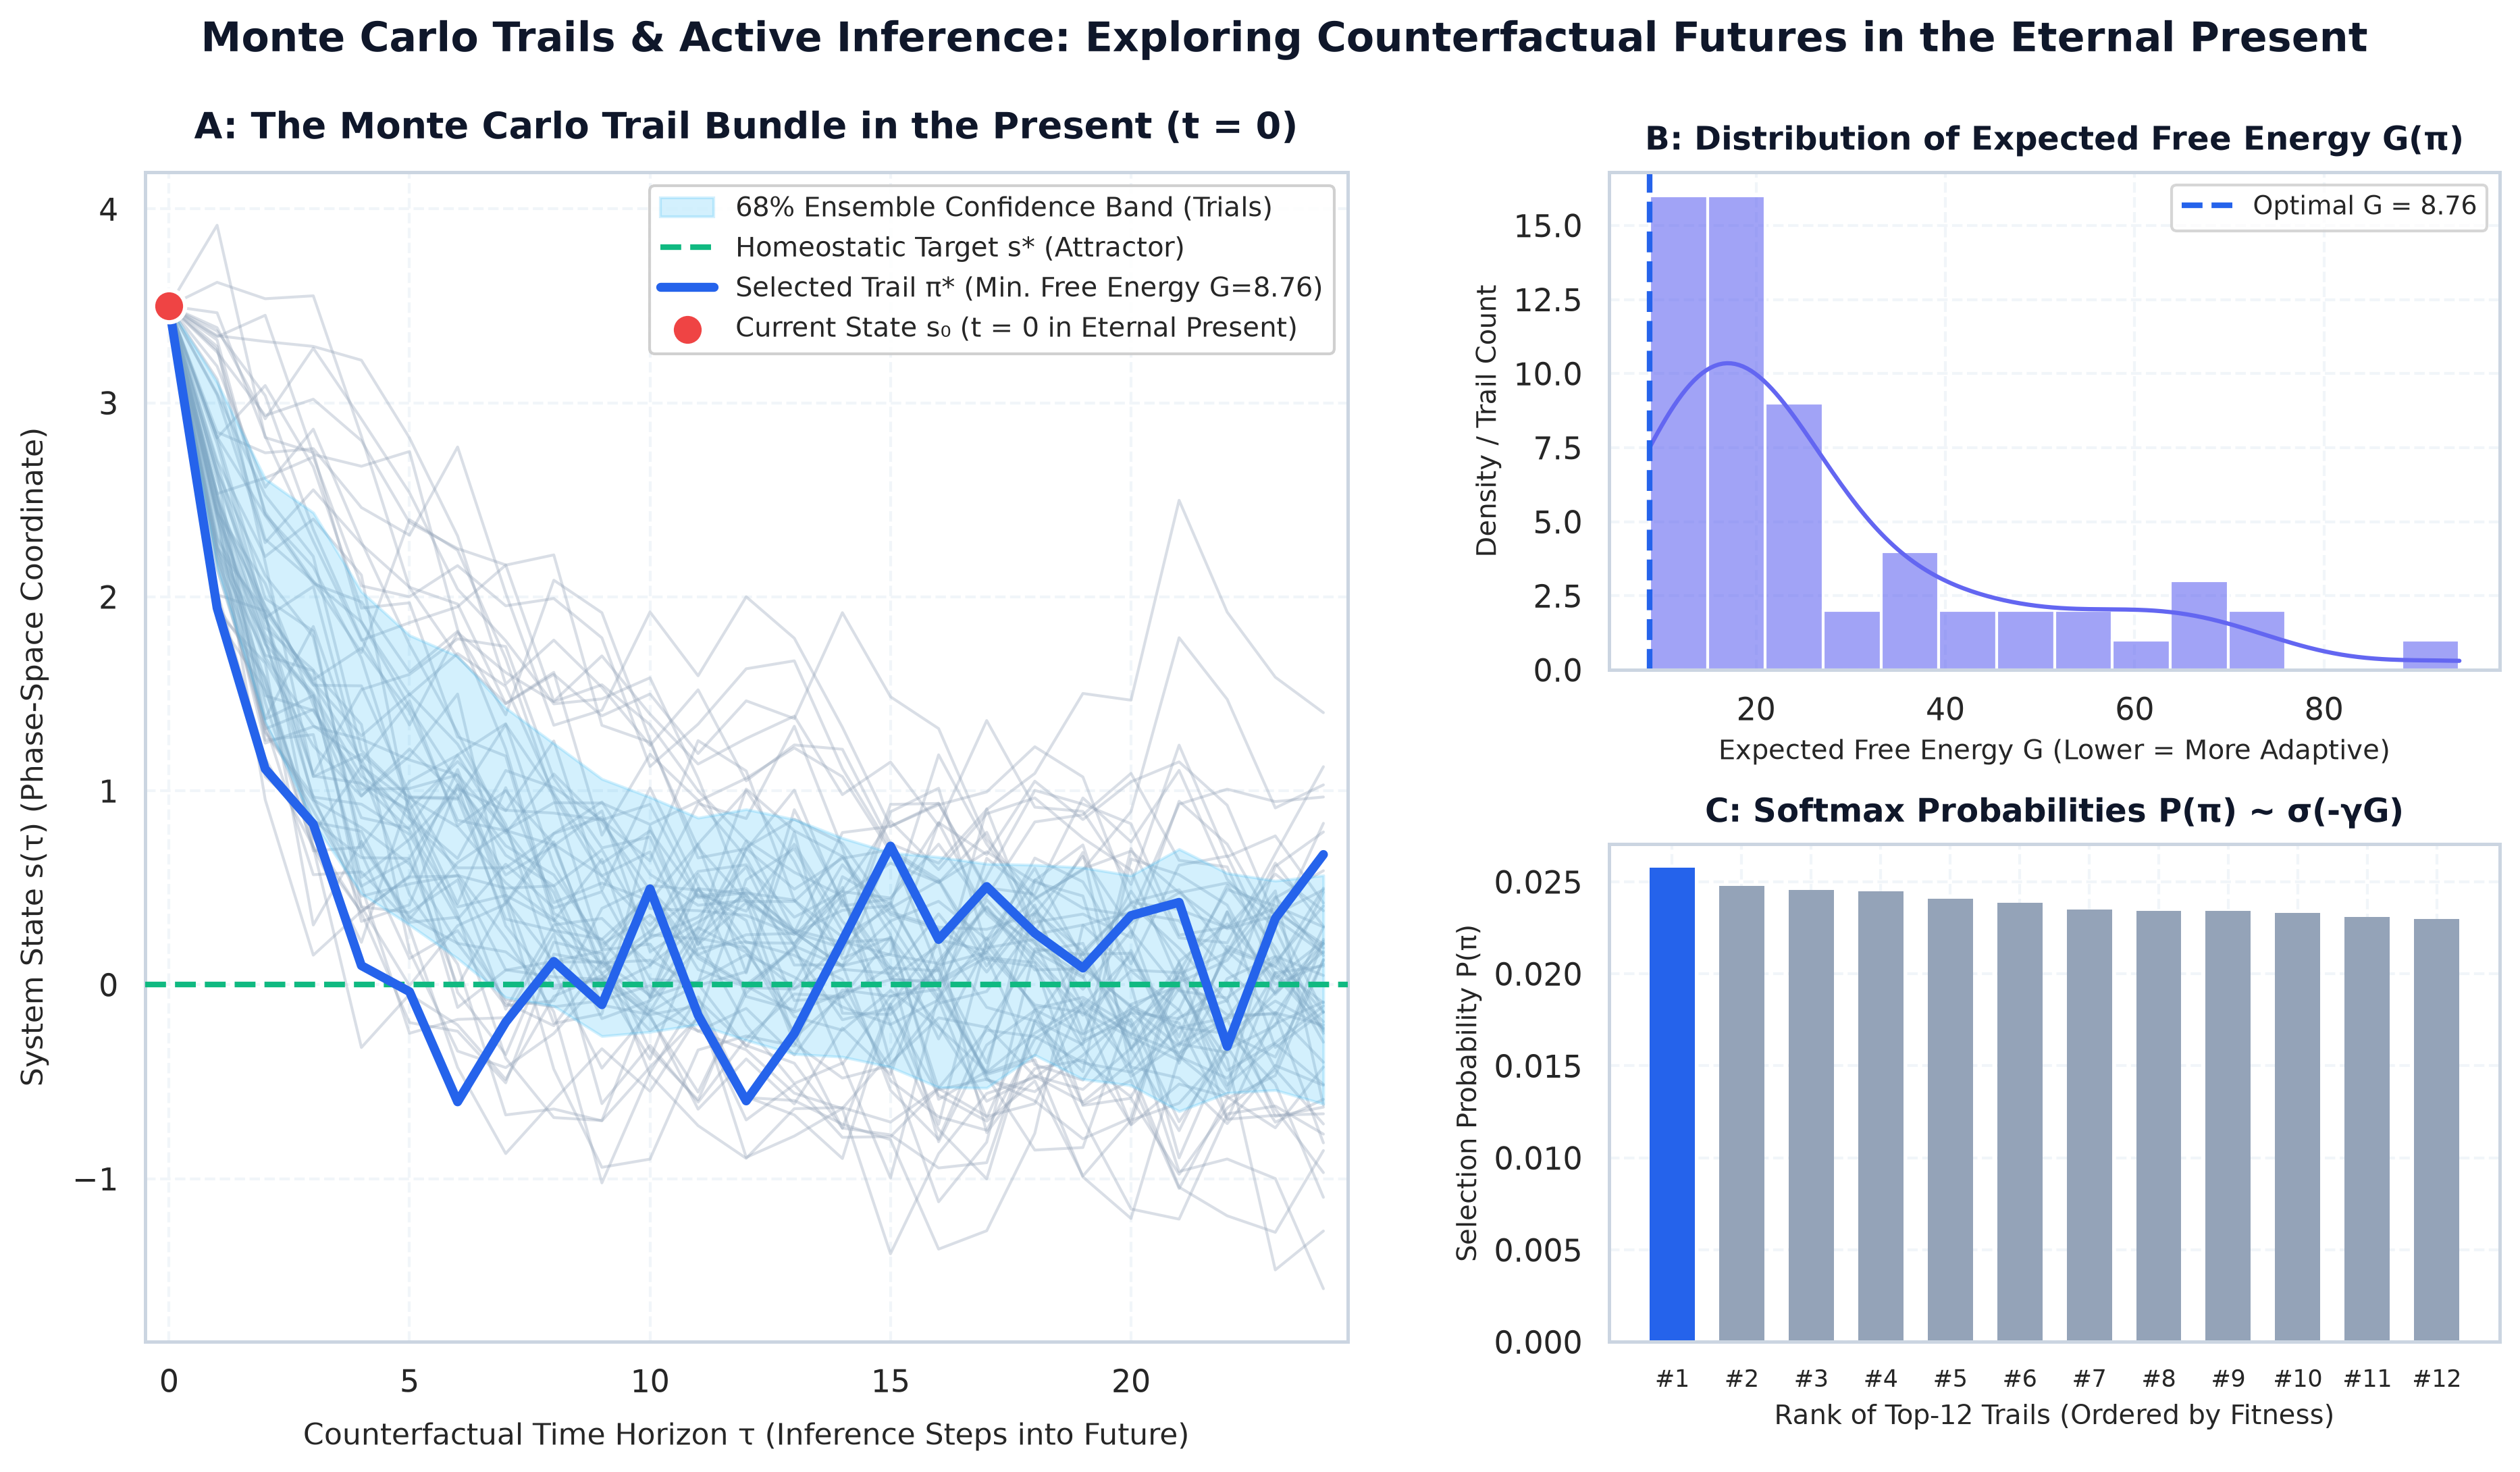 Monte Carlo Trails & Active Inference: Exploring Counterfactual Futures in the Eternal Present
A: The Monte Carlo Trail Bundle in the Present (t = 0)
68% Ensemble Confidence Band (Trials)
Homeostatic Target s* (Attractor)
Selected Trail π* (Min. Free Energy G=8.76)
Current State s₀ (t = 0 in Eternal Present)
System State s(τ) (Phase-Space Coordinate)
4
3
2
1
0
−1
0
5
10
15
20
Counterfactual Time Horizon τ (Inference Steps into Future)
B: Distribution of Expected Free Energy G(π)
Optimal G = 8.76
Density / Trail Count
15.0
12.5
10.0
7.5
5.0
2.5
0.0
20
40
60
80
Expected Free Energy G (Lower = More Adaptive)
C: Softmax Probabilities P(π) ~ σ(-γG)
Selection Probability P(π)
0.025
0.020
0.015
0.010
0.005
0.000
#1
#2
#3
#4
#5
#6
#7
#8
#9
#10
#11
#12
Rank of Top-12 Trails (Ordered by Fitness)